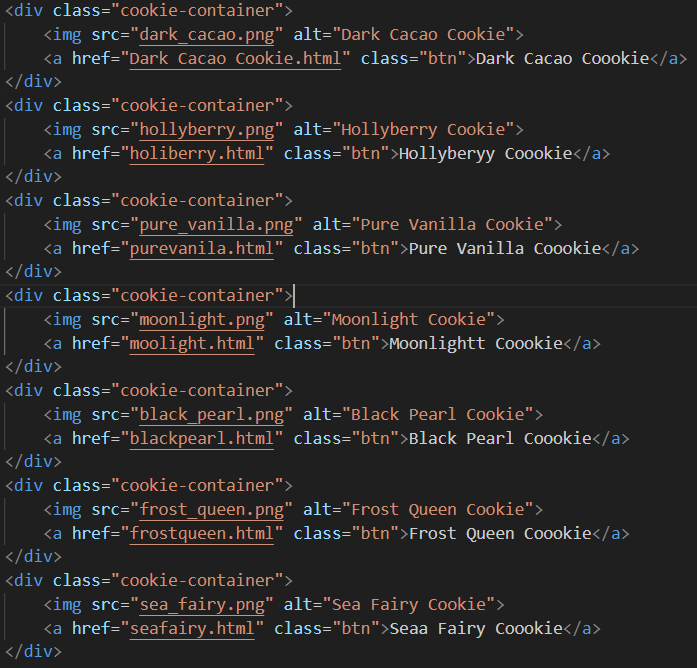 <div class="cookie-container">
    <img src="dark_cacao.png" alt="Dark Cacao Cookie">
    <a href="Dark Cacao Cookie.html" class="btn">Dark Cacao Coookie</a>
</div>
<div class="cookie-container">
    <img src="hollyberry.png" alt="Hollyberry Cookie">
    <a href="holiberry.html" class="btn">Hollyberyy Coookie</a>
</div>
<div class="cookie-container">
    <img src="pure_vanilla.png" alt="Pure Vanilla Cookie">
    <a href="purevanila.html" class="btn">Pure Vanilla Coookie</a>
</div>
<div class="cookie-container">
    <img src="moonlight.png" alt="Moonlight Cookie">
    <a href="moolight.html" class="btn">Moonlightt Coookie</a>
</div>
<div class="cookie-container">
    <img src="black_pearl.png" alt="Black Pearl Cookie">
    <a href="blackpearl.html" class="btn">Black Pearl Coookie</a>
</div>
<div class="cookie-container">
    <img src="frost_queen.png" alt="Frost Queen Cookie">
    <a href="frostqueen.html" class="btn">Frost Queen Coookie</a>
</div>
<div class="cookie-container">
    <img src="sea_fairy.png" alt="Sea Fairy Cookie">
    <a href="seafairy.html" class="btn">Seaa Fairy Coookie</a>
</div>